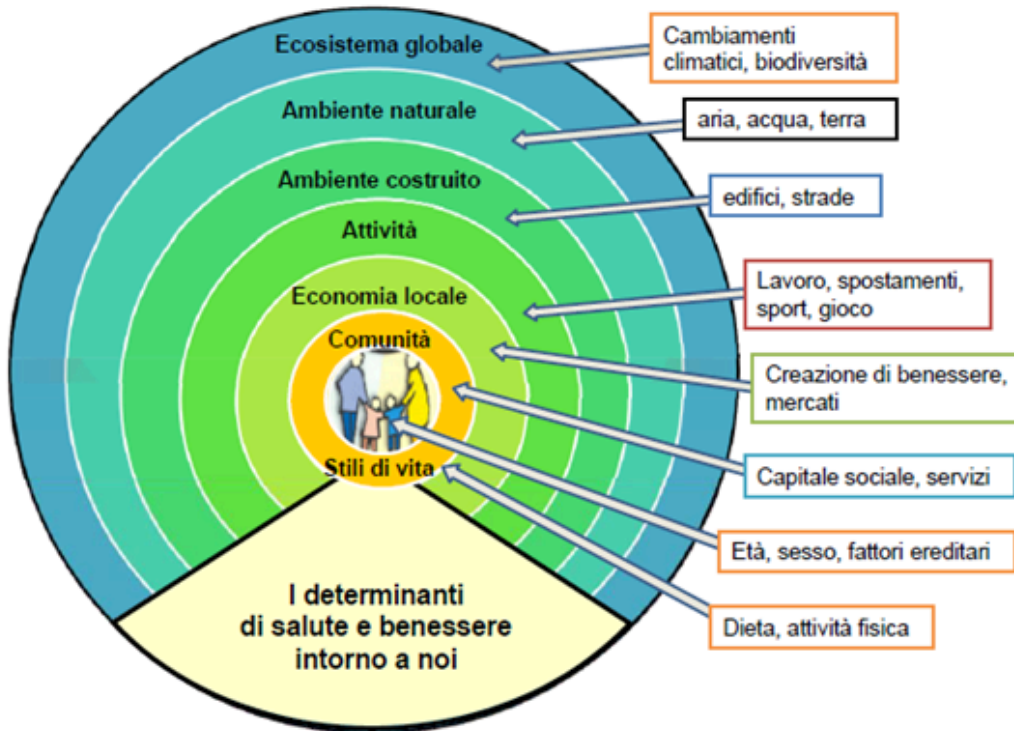 Ecosistema globale
Cambiamenti
climatici, biodiversità
Ambiente naturale
aria, acqua, terra
Ambiente costruito
edifici, strade
Attività
Lavoro, spostamenti,
sport, gioco
Economia locale
Comunità
Creazione di benessere,
mercati
Stili di vita
Capitale sociale, servizi
Età, sesso, fattori ereditari
Dieta, attività fisica
I determinanti
di salute e benessere
intorno a noi